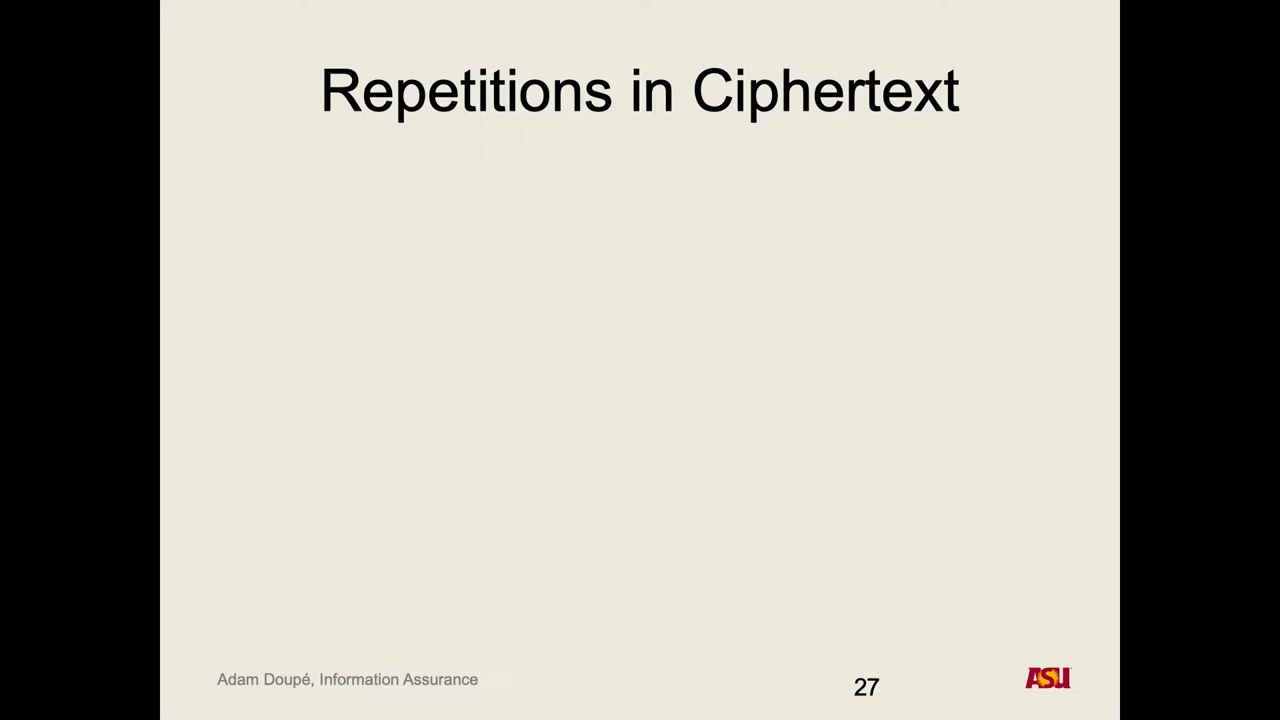 Repetitions in Ciphertext
Adam Doupé, Information Assurance
27
ASU